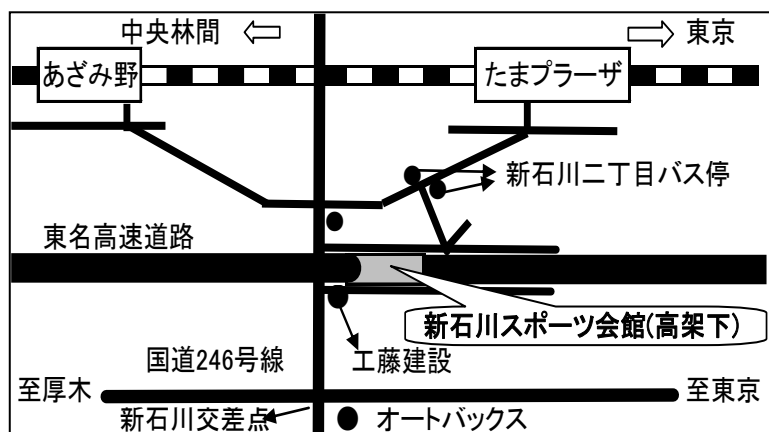 中央林間
東京
あざみ野
たまプラーザ
新石川二丁目バス停
東名高速道路
新石川スポーツ会館(高架下)
国道246号線
工藤建設
至厚木
至東京
新石川交差点
オートバックス